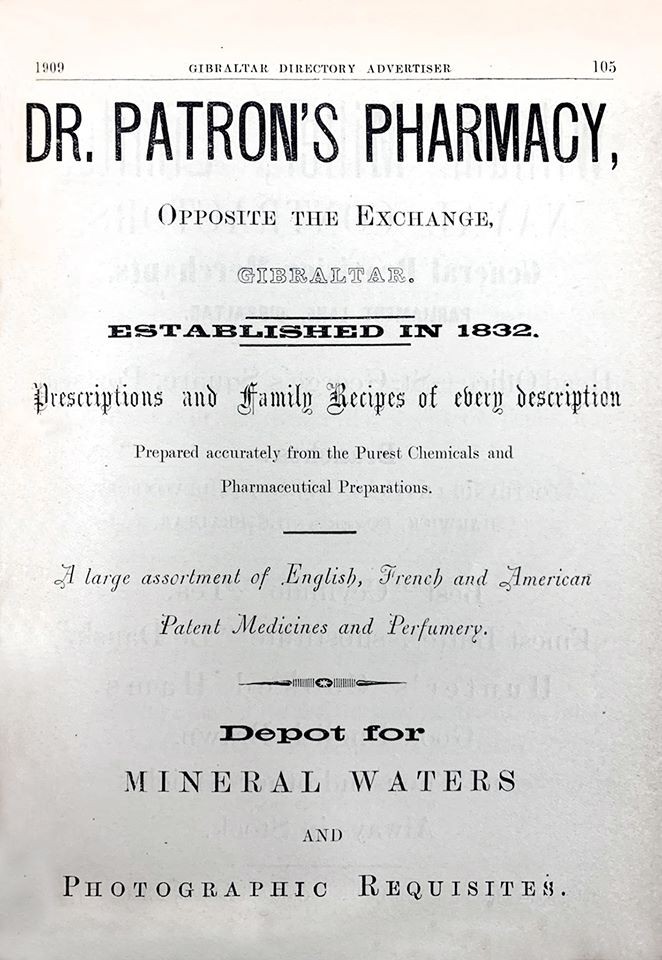 1909 GIBRALTAR DIRECTORY ADVERTISER 105
DR. PATRON'S PHARMACY,
OPPOSITE THE EXCHANGE,
GIBRALTAR.
ESTABLISHED IN 1832.
Prescriptions and Family Recipes of every description
Prepared accurately from the Purest Chemicals and
Pharmaceutical Preparations.
A large assortment of English, French and American
Patent Medicines and Perfumery.
Depot for
MINERAL WATERS
AND
PHOTOGRAPHIC REQUISITES.